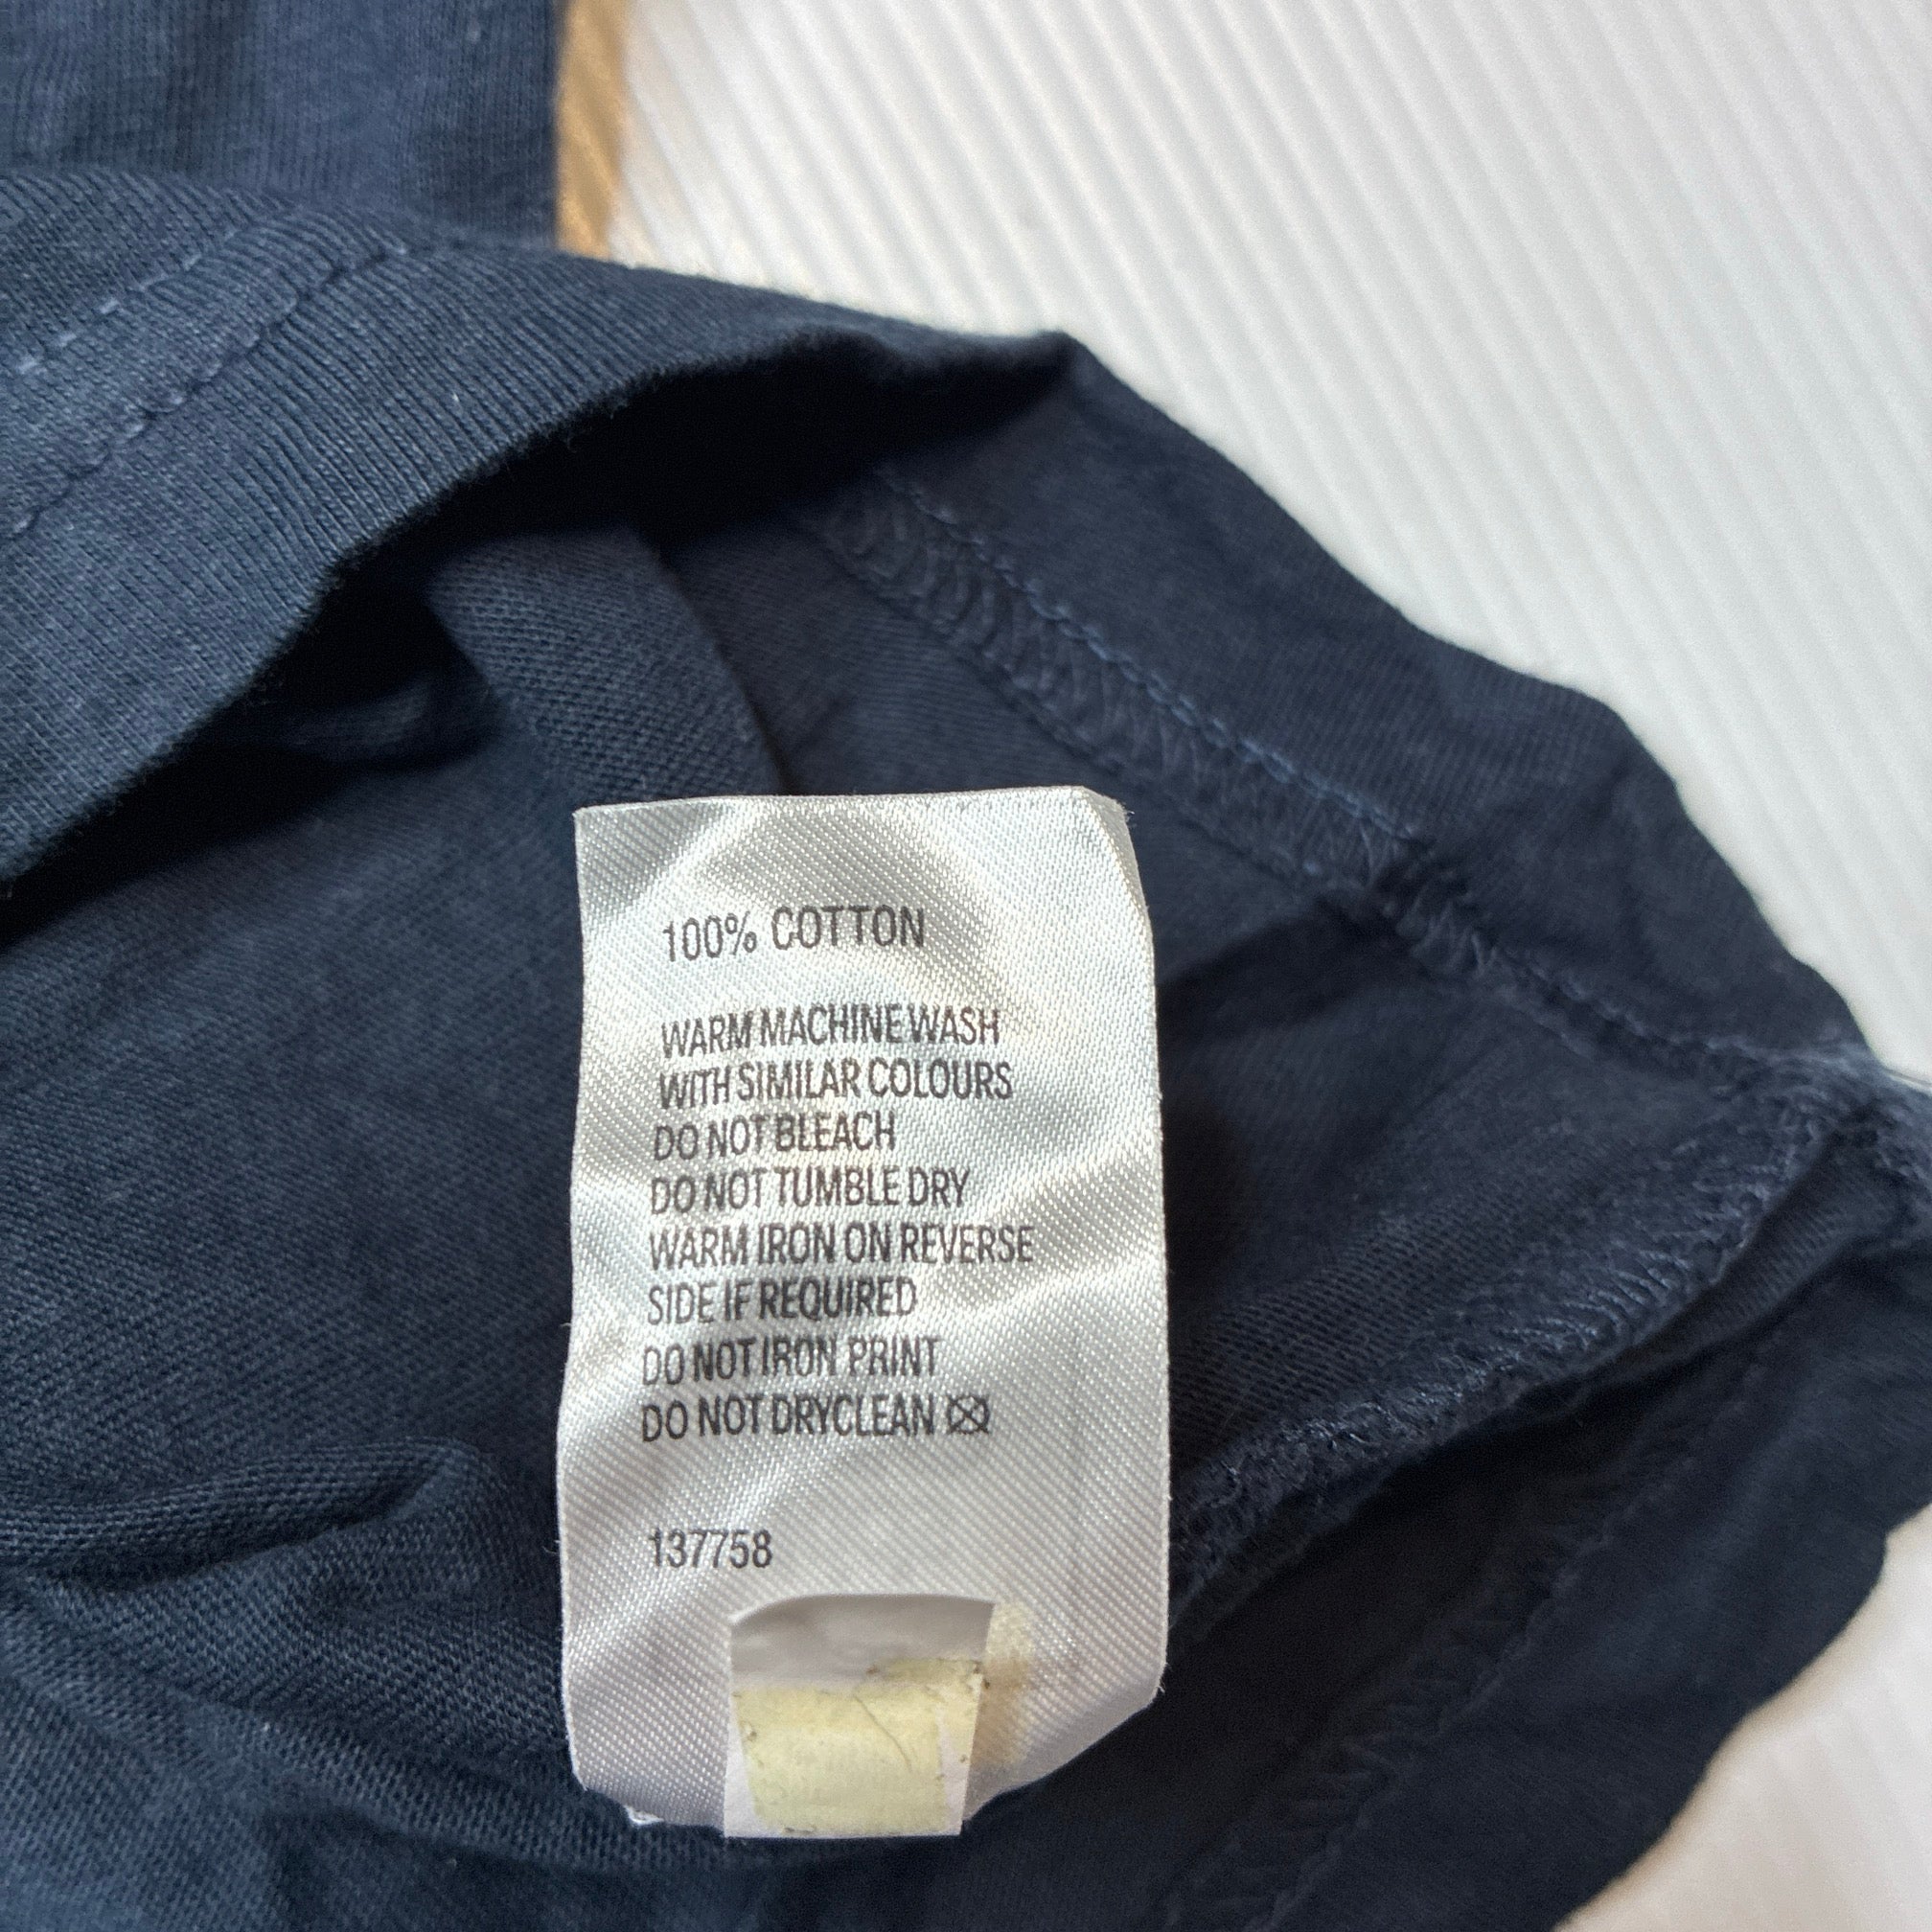 100% COTTON
WARM MACHINE WASH
WITH SIMILAR COLOURS
DO NOT BLEACH
DO NOT TUMBLE DRY
WARM IRON ON REVERSE
SIDE IF REQUIRED
DO NOT IRON PRINT
DO NOT DRYCLEAN
137758